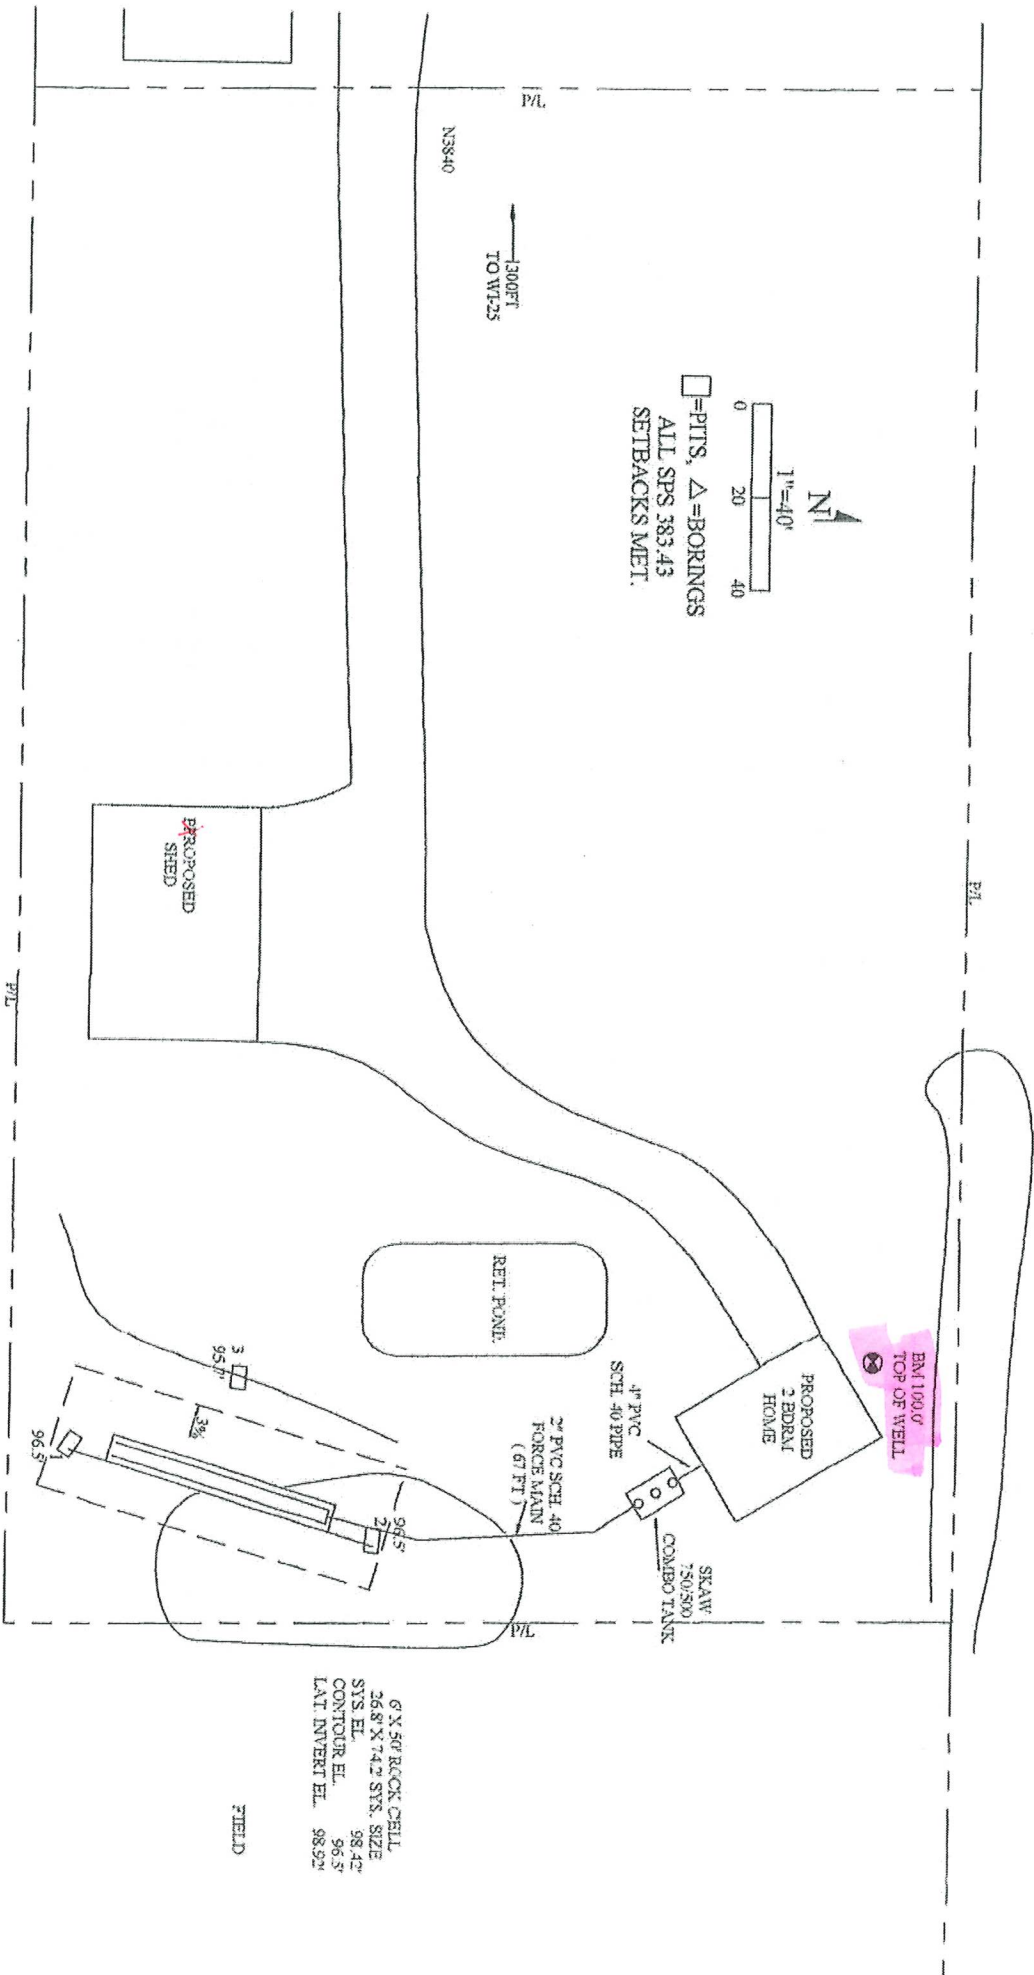 P/L
N3840
1300FT
TO WI-25
N
1"=40'
0 20 40
=PITS, △=BORINGS
ALL SPS 383.43
SETBACKS MET.
P/L
BM 100.0'
TOP OF WELL
PROPOSED
2 BDRM
HOME
PROPOSED
SHED
P/L
RET. POND.
4" PVC
SCH. 40 PIPE
2" PVC SCH. 40
FORCE MAIN
( 67 FT )
SKAW
750/500
COMBO TANK
3
95.7'
3%
1
96.5'
2
96.5'
P/L
6' X 50' ROCK CELL
26.8' X 74.2' SYS. SIZE
SYS. EL. 98.42'
CONTOUR EL. 96.5'
LAT. INVERT EL. 98.92'
FIELD